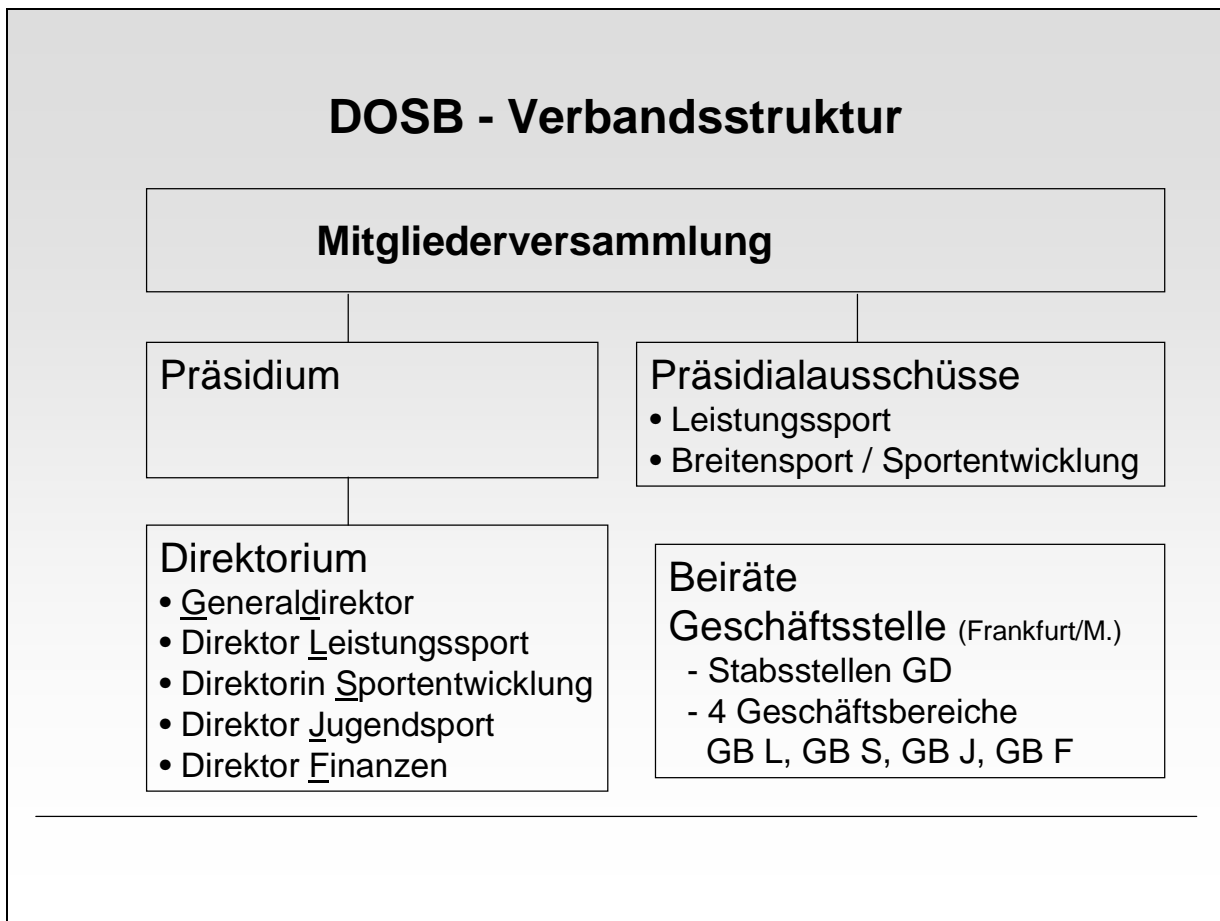 DOSB - Verbandsstruktur
Mitgliederversammlung
Präsidium
Präsidialausschüsse
• Leistungssport
• Breitensport / Sportentwicklung
Direktorium
• Generaldirektor
• Direktor Leistungssport
• Direktorin Sportentwicklung
• Direktor Jugendsport
• Direktor Finanzen
Beiräte
Geschäftsstelle (Frankfurt/M.)
- Stabsstellen GD
- 4 Geschäftsbereiche
GB L, GB S, GB J, GB F